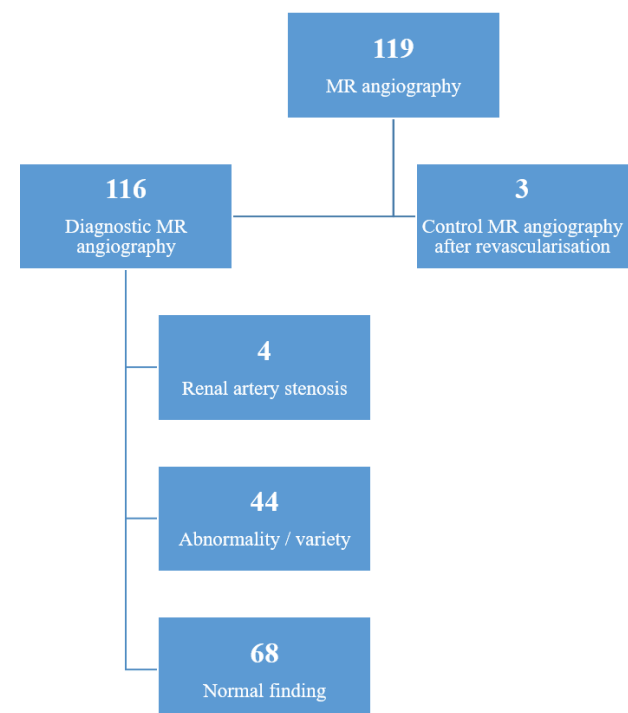 119
MR angiography
116
Diagnostic MR
angiography
3
Control MR angiography
after revascularisation
4
Renal artery stenosis
44
Abnormality / variety
68
Normal finding